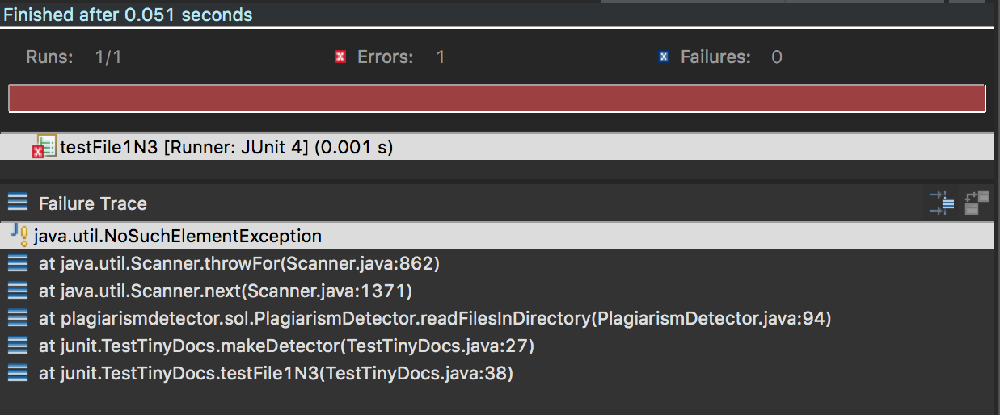 Finished after 0.051 seconds
Runs: 1/1 Errors: 1 Failures: 0
testFile1N3 [Runner: JUnit 4] (0.001 s)
Failure Trace
java.util.NoSuchElementException
at java.util.Scanner.throwFor(Scanner.java:862)
at java.util.Scanner.next(Scanner.java:1371)
at plagiarismdetector.sol.PlagiarismDetector.readFilesInDirectory(PlagiarismDetector.java:94)
at junit.TestTinyDocs.makeDetector(TestTinyDocs.java:27)
at junit.TestTinyDocs.testFile1N3(TestTinyDocs.java:38)